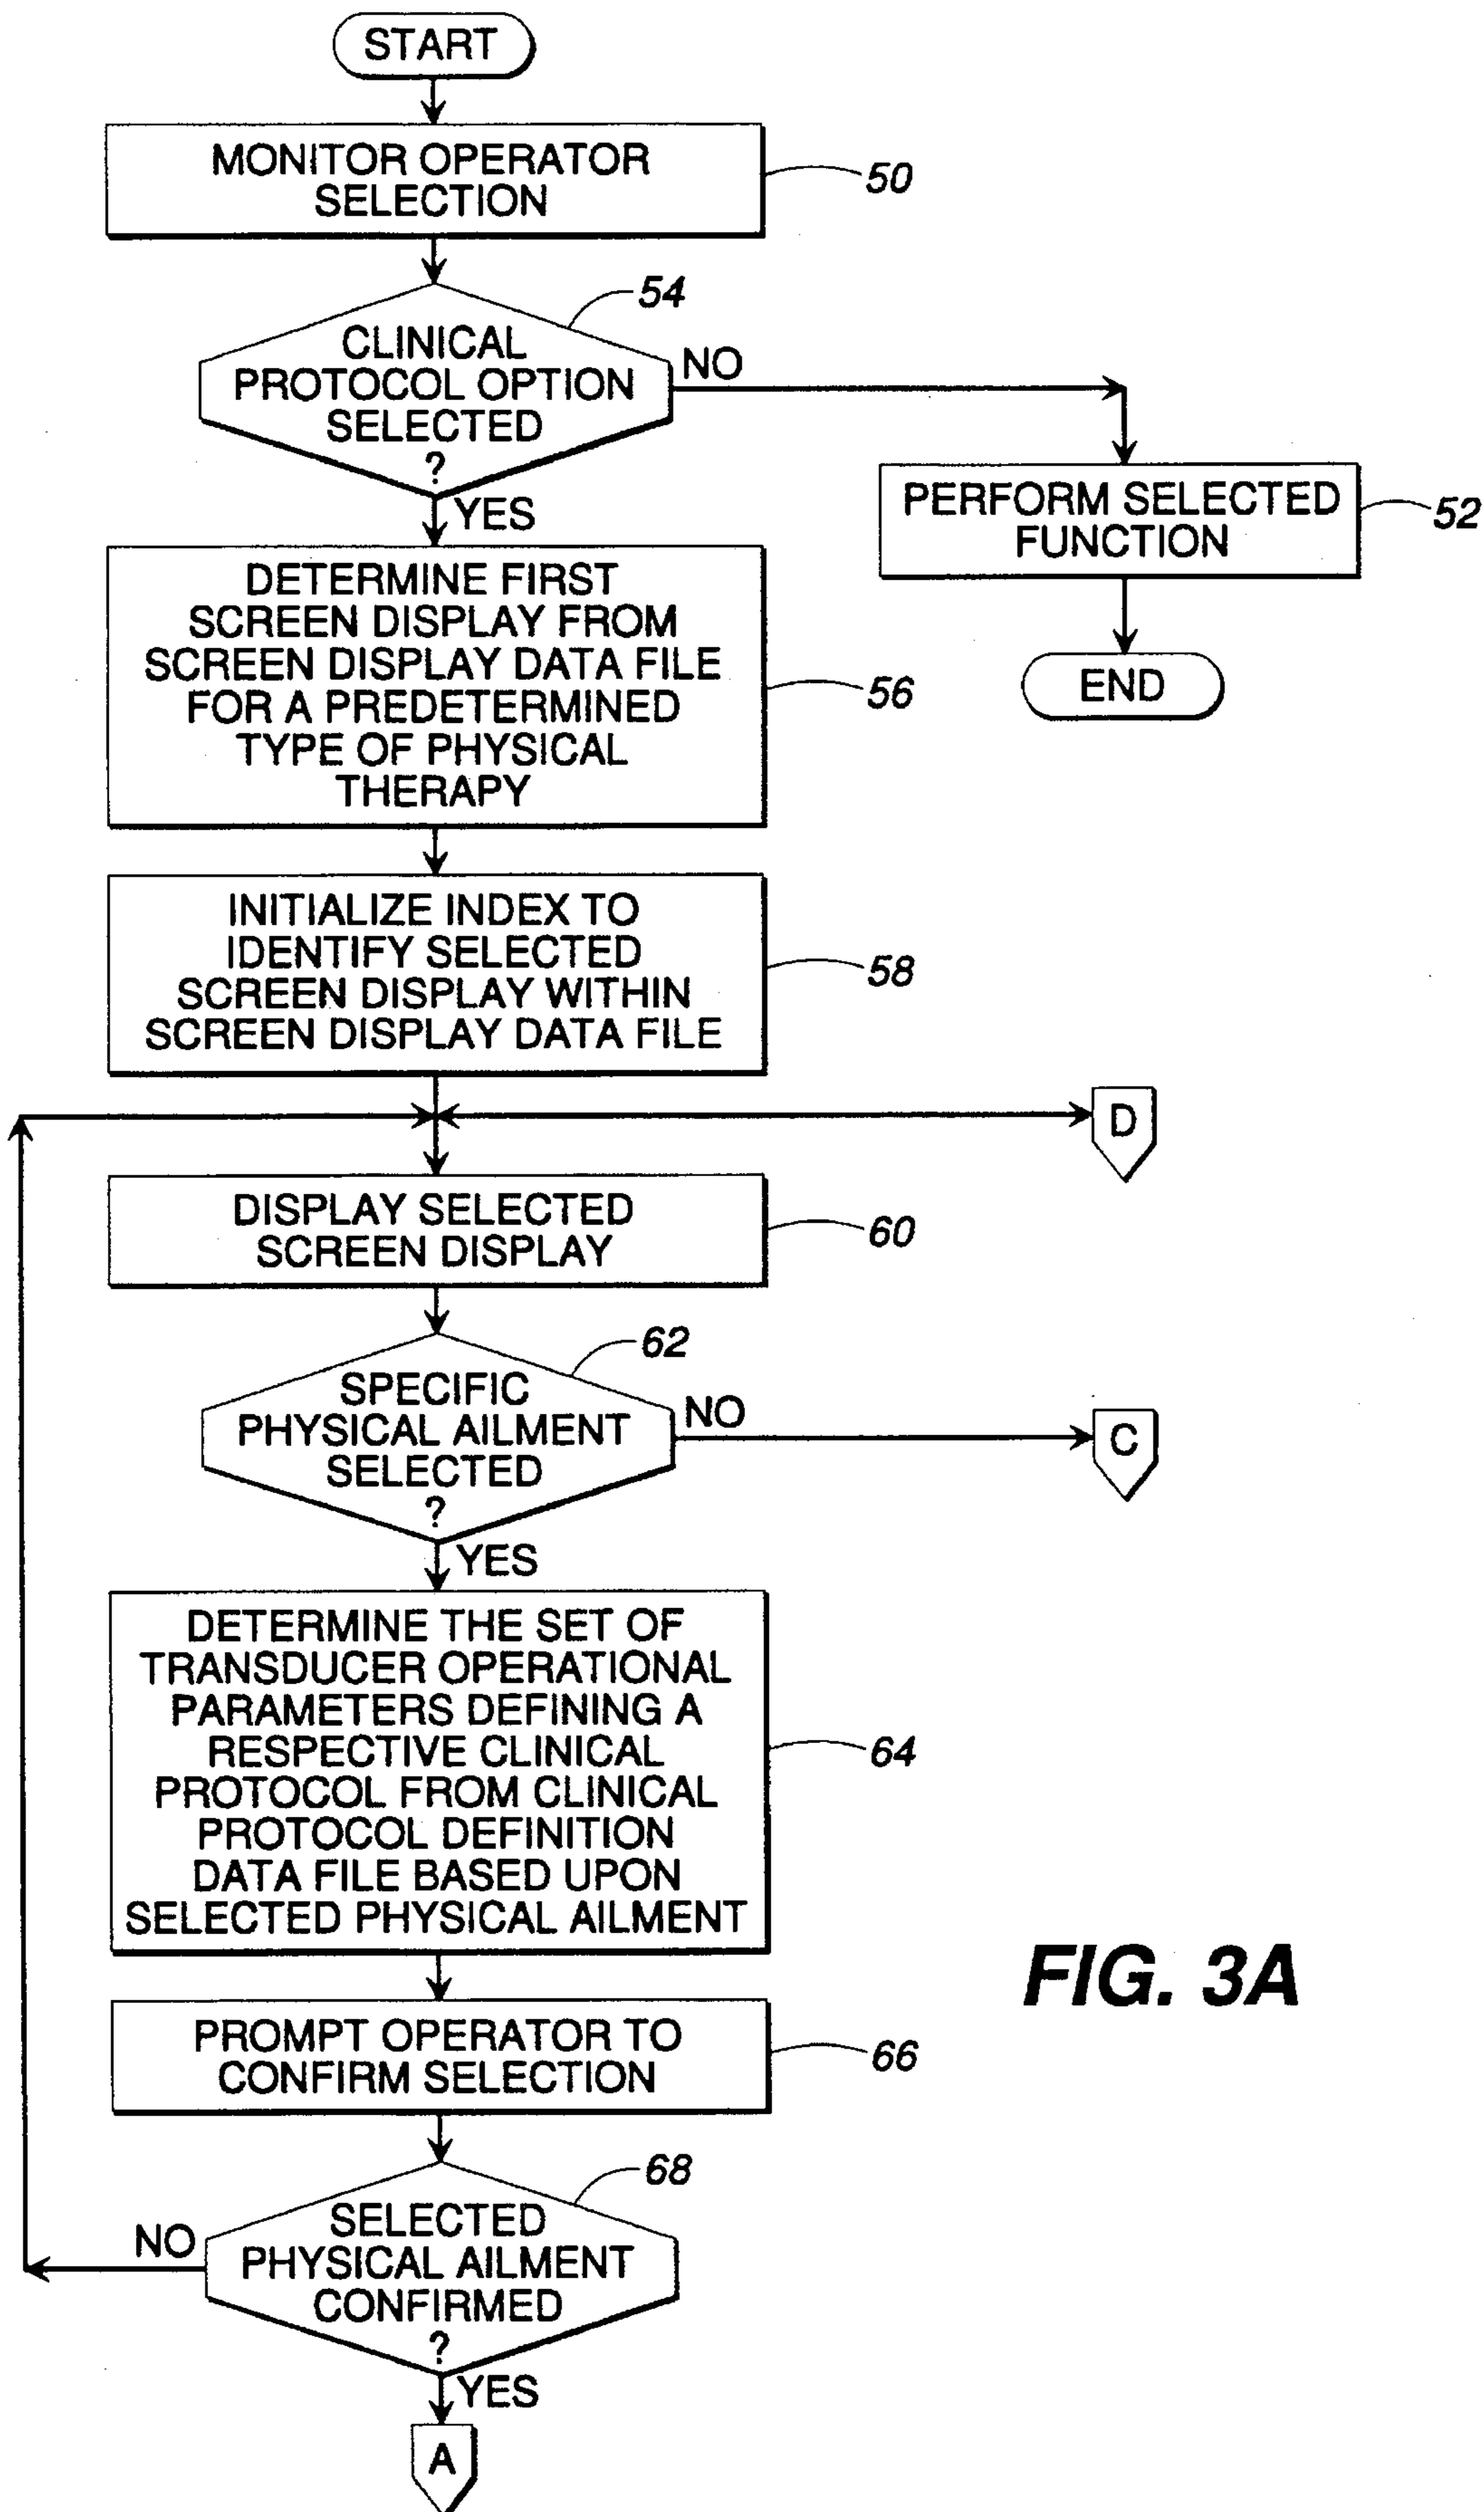 START
MONITOR OPERATOR
SELECTION
50
54
CLINICAL
PROTOCOL OPTION
SELECTED
?
NO
YES
PERFORM SELECTED
FUNCTION
52
END
DETERMINE FIRST
SCREEN DISPLAY FROM
SCREEN DISPLAY DATA FILE
FOR A PREDETERMINED
TYPE OF PHYSICAL
THERAPY
56
INITIALIZE INDEX TO
IDENTIFY SELECTED
SCREEN DISPLAY WITHIN
SCREEN DISPLAY DATA FILE
58
D
DISPLAY SELECTED
SCREEN DISPLAY
60
62
SPECIFIC
PHYSICAL AILMENT
SELECTED
?
NO
C
YES
DETERMINE THE SET OF
TRANSDUCER OPERATIONAL
PARAMETERS DEFINING A
RESPECTIVE CLINICAL
PROTOCOL FROM CLINICAL
PROTOCOL DEFINITION
DATA FILE BASED UPON
SELECTED PHYSICAL AILMENT
64
FIG. 3A
PROMPT OPERATOR TO
CONFIRM SELECTION
66
68
SELECTED
PHYSICAL AILMENT
CONFIRMED
?
NO
YES
A